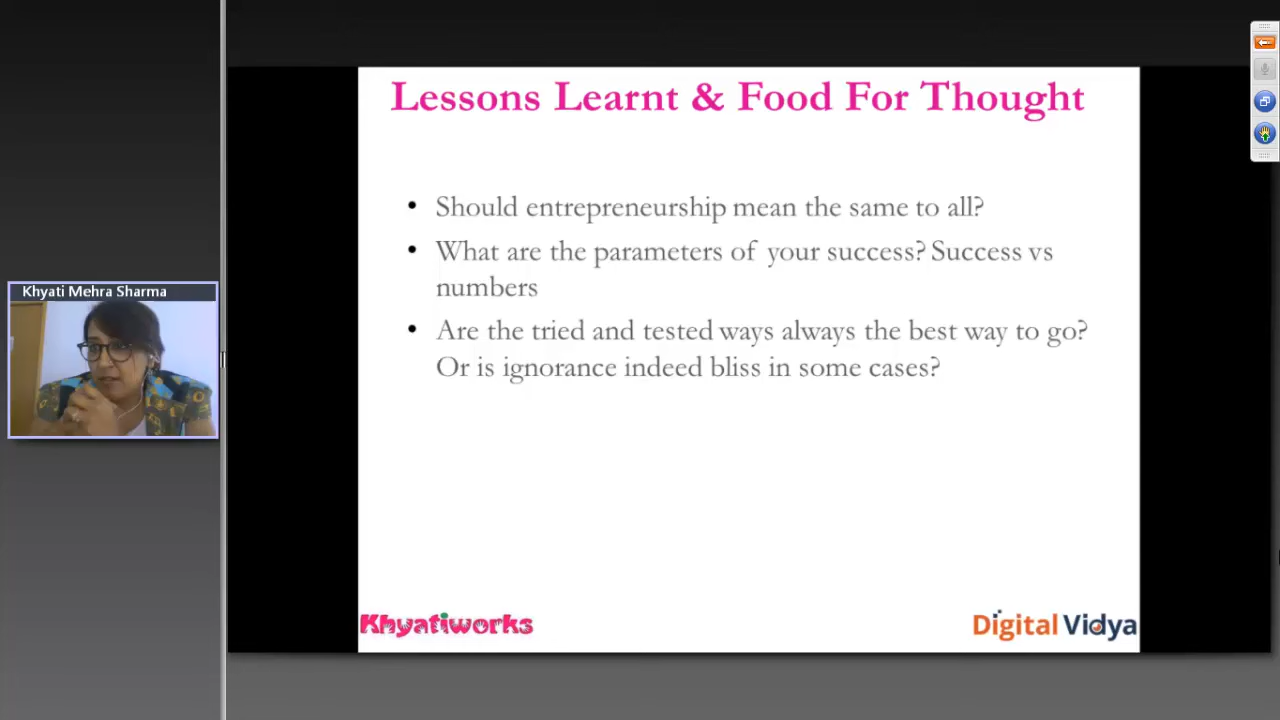 Lessons Learnt & Food For Thought
Khyati Mehra Sharma
• Should entrepreneurship mean the same to all?
• What are the parameters of your success? Success vs
numbers
• Are the tried and tested ways always the best way to go?
Or is ignorance indeed bliss in some cases?
Khyatiworks
Digital Vidya